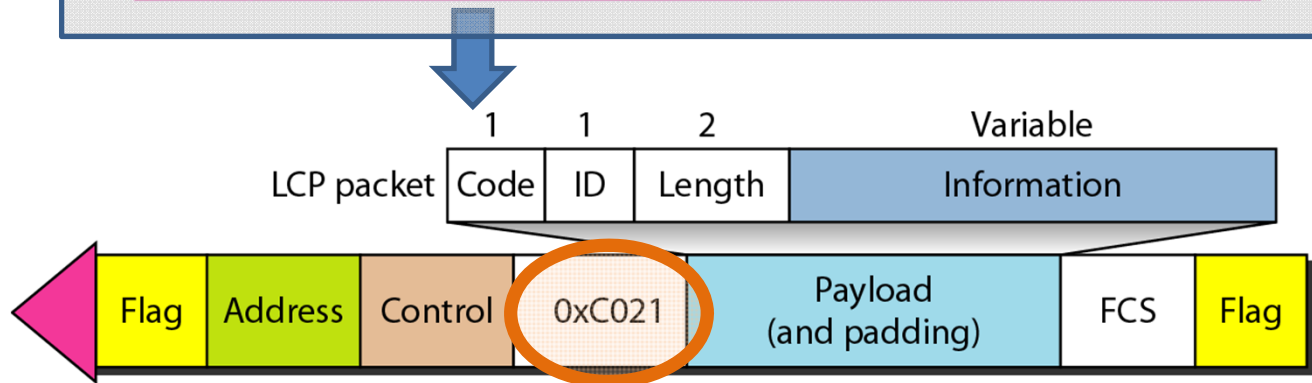 1 1 2 Variable
LCP packet Code ID Length Information
Flag Address Control 0xC021 Payload (and padding) FCS Flag